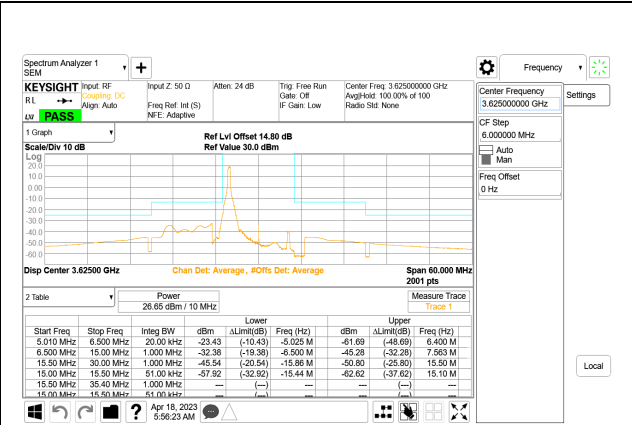 Spectrum Analyzer 1
SEM
Frequency
KEYSIGHT
RL
LXI PASS
Input: RF
Coupling: DC
Align: Auto
Input Z: 50 Ω
Freq Ref: Int (S)
NFE: Adaptive
Atten: 24 dB
Trig: Free Run
Gate: Off
IF Gain: Low
Center Freq: 3.625000000 GHz
Avg|Hold: 100.00% of 100
Radio Std: None
Center Frequency
3.625000000 GHz
Settings
CF Step
6.000000 MHz
Auto
Man
Freq Offset
0 Hz
1 Graph
Scale/Div 10 dB
Ref Lvl Offset 14.80 dB
Ref Value 30.0 dBm
Log
20.0
10.0
0.00
-10.0
-20.0
-30.0
-40.0
-50.0
-60.0
Disp Center 3.62500 GHz
Chan Det: Average, #Offs Det: Average
Span 60.000 MHz
2001 pts
2 Table
Power
26.65 dBm / 10 MHz
Measure Trace
Trace 1
Lower Upper
Start Freq Stop Freq Integ BW dBm ΔLimit(dB) Freq (Hz) dBm ΔLimit(dB) Freq (Hz)
5.010 MHz 6.500 MHz 20.00 kHz -23.43 (-10.43) -5.025 M -61.69 (-48.69) 6.400 M
6.500 MHz 15.00 MHz 1.000 MHz -32.38 (-19.38) -6.500 M -45.28 (-32.28) 7.563 M
15.50 MHz 30.00 MHz 1.000 MHz -45.54 (-20.54) -15.86 M -50.80 (-25.80) 15.50 M
15.00 MHz 15.50 MHz 51.00 kHz -57.92 (-32.92) -15.44 M -62.62 (-37.62) 15.10 M
15.50 MHz 35.40 MHz 1.000 MHz --- (---) --- --- (---) ---
15.00 MHz 15.50 MHz 51.00 kHz --- (---) --- --- (---) ---
Local
Apr 18, 2023
5:56:23 AM